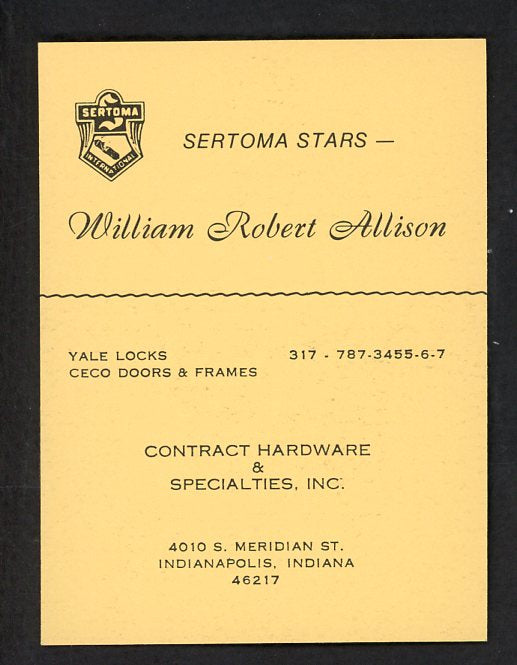 SERTOMA
INTERNATIONAL
SERTOMA STARS —
William Robert Allison
YALE LOCKS
317 - 787-3455-6-7
CECO DOORS & FRAMES
CONTRACT HARDWARE
&
SPECIALTIES, INC.
4010 S. MERIDIAN ST.
INDIANAPOLIS, INDIANA
46217